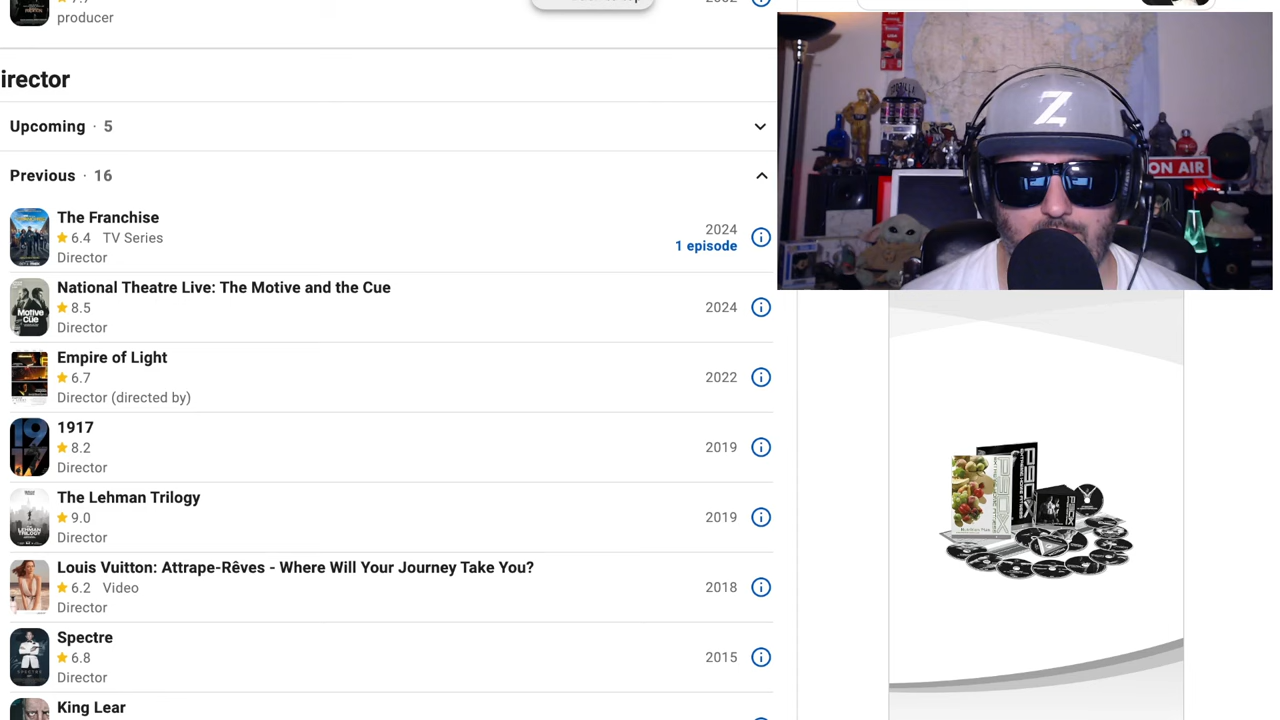 producer
irector
Upcoming · 5
Previous · 16
The Franchise
6.4 TV Series
Director
2024
1 episode
National Theatre Live: The Motive and the Cue
8.5
Director
2024
Empire of Light
6.7
Director (directed by)
2022
1917
8.2
Director
2019
The Lehman Trilogy
9.0
Director
2019
Louis Vuitton: Attrape-Rêves - Where Will Your Journey Take You?
6.2 Video
Director
2018
Spectre
6.8
Director
2015
King Lear
Z
ON AIR
P90X